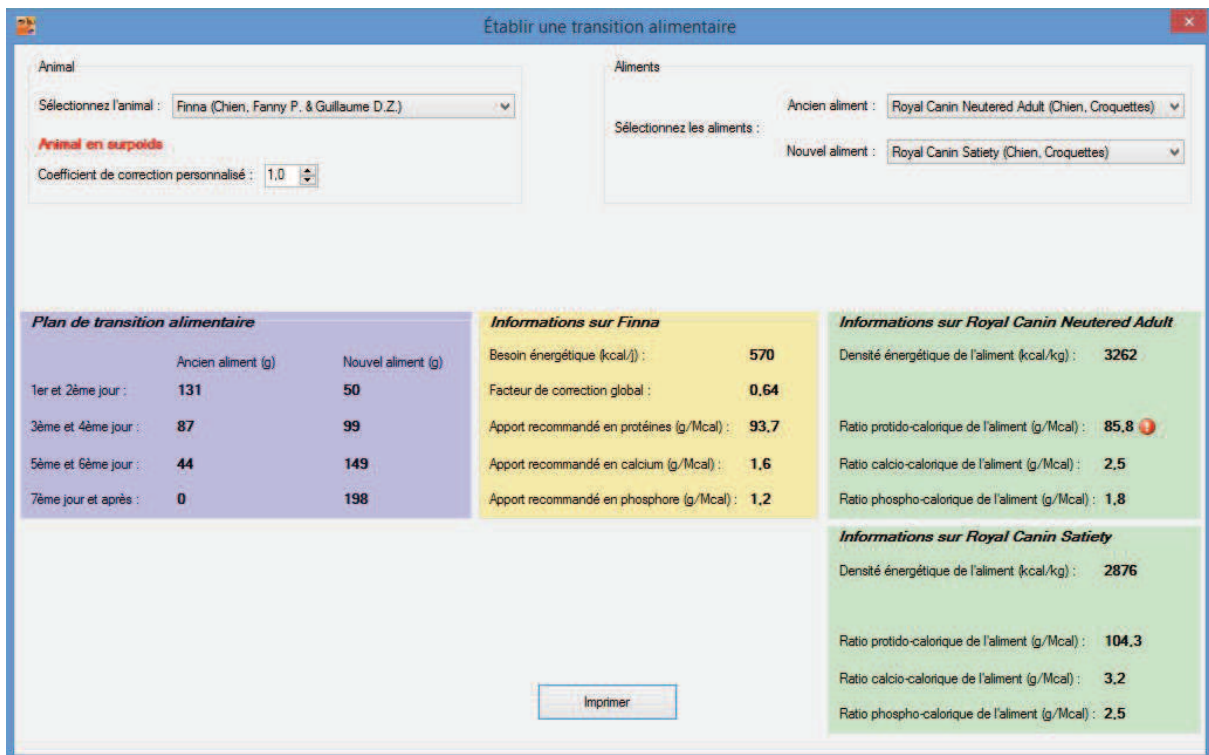 Établir une transition alimentaire
Animal
Sélectionnez l'animal : Finna (Chien, Fanny P. & Guillaume D.Z.)
Animal en surpoids
Coefficient de correction personnalisé : 1,0
Aliments
Sélectionnez les aliments :
Ancien aliment : Royal Canin Neutered Adult (Chien, Croquettes)
Nouvel aliment : Royal Canin Satiety (Chien, Croquettes)
Plan de transition alimentaire
Ancien aliment (g) Nouvel aliment (g)
1er et 2ème jour : 131 50
3ème et 4ème jour : 87 99
5ème et 6ème jour : 44 149
7ème jour et après : 0 198
Informations sur Finna
Besoin énergétique (kcal/j) : 570
Facteur de correction global : 0,64
Apport recommandé en protéines (g/Mcal) : 93,7
Apport recommandé en calcium (g/Mcal) : 1,6
Apport recommandé en phosphore (g/Mcal) : 1,2
Informations sur Royal Canin Neutered Adult
Densité énergétique de l'aliment (kcal/kg) : 3262
Ratio protido-calorique de l'aliment (g/Mcal) : 85,8
Ratio calcio-calorique de l'aliment (g/Mcal) : 2,5
Ratio phospho-calorique de l'aliment (g/Mcal) : 1,8
Informations sur Royal Canin Satiety
Densité énergétique de l'aliment (kcal/kg) : 2876
Ratio protido-calorique de l'aliment (g/Mcal) : 104,3
Ratio calcio-calorique de l'aliment (g/Mcal) : 3,2
Ratio phospho-calorique de l'aliment (g/Mcal) : 2,5
Imprimer